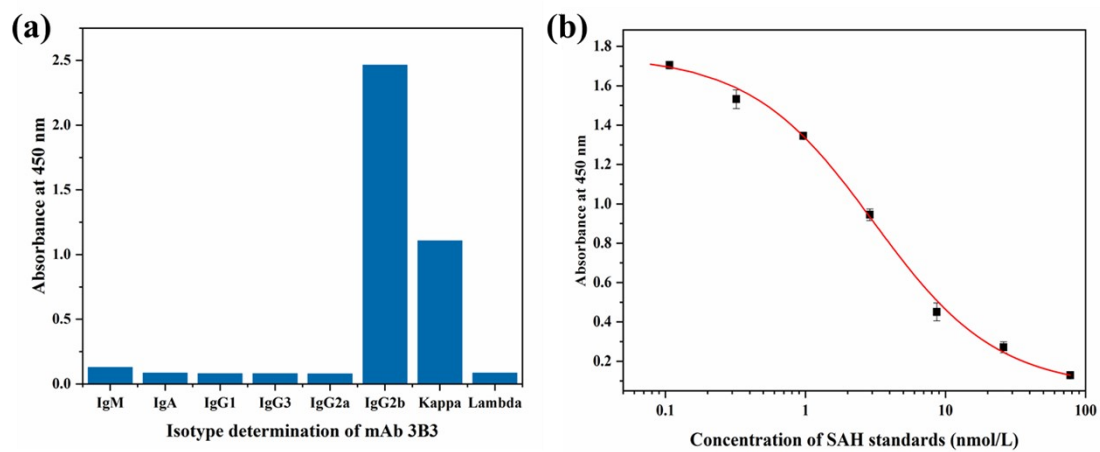 (a)
Absorbance at 450 nm
2.5
2.0
1.5
1.0
0.5
0.0
IgM IgA IgG1 IgG3 IgG2a IgG2b Kappa Lambda
Isotype determination of mAb 3B3
(b)
Absorbance at 450 nm
1.8
1.6
1.4
1.2
1.0
0.8
0.6
0.4
0.2
0.1 1 10 100
Concentration of SAH standards (nmol/L)